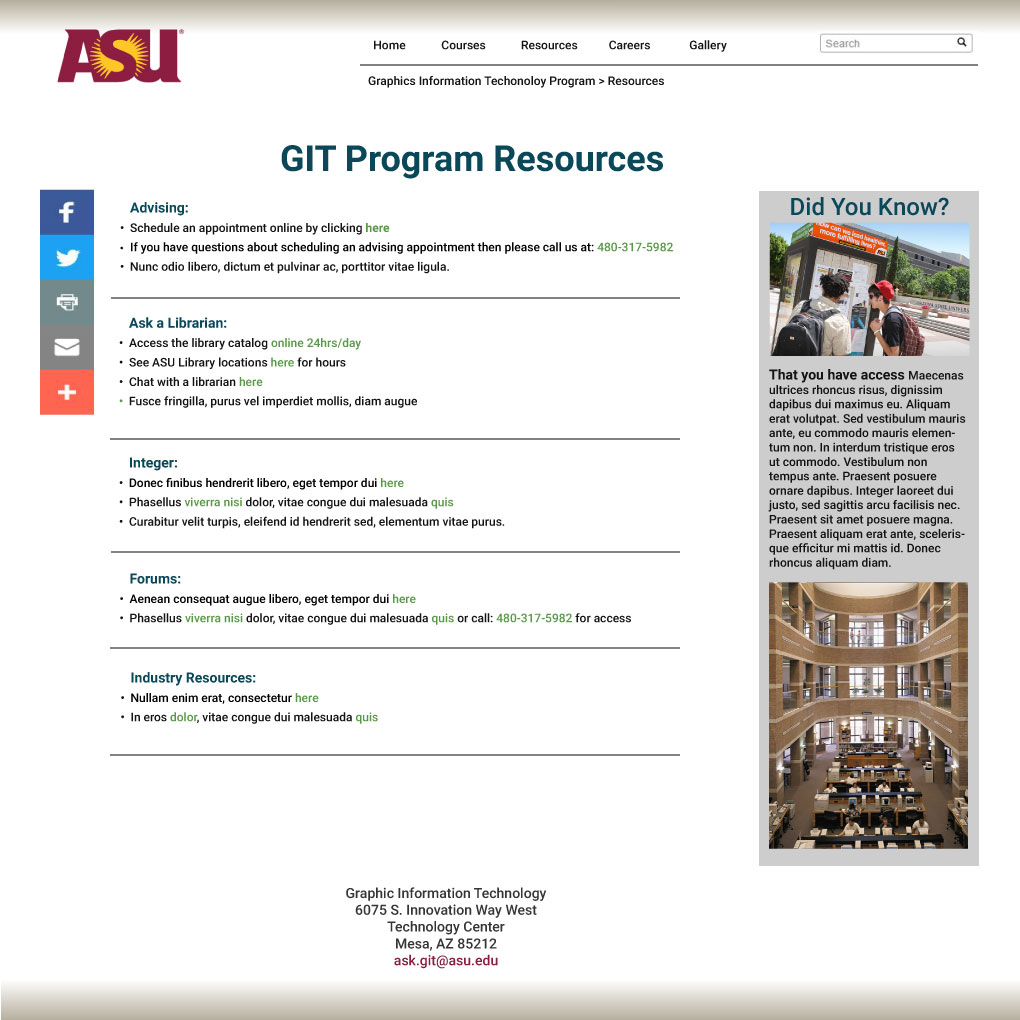 ASU
Home Courses Resources Careers Gallery
Search
Graphics Information Techonoloy Program > Resources
GIT Program Resources
Advising:
• Schedule an appointment online by clicking here
• If you have questions about scheduling an advising appointment then please call us at: 480-317-5982
• Nunc odio libero, dictum et pulvinar ac, porttitor vitae ligula.
Ask a Librarian:
• Access the library catalog online 24hrs/day
• See ASU Library locations here for hours
• Chat with a librarian here
• Fusce fringilla, purus vel imperdiet mollis, diam augue
Integer:
• Donec finibus hendrerit libero, eget tempor dui here
• Phasellus viverra nisi dolor, vitae congue dui malesuada quis
• Curabitur velit turpis, eleifend id hendrerit sed, elementum vitae purus.
Forums:
• Aenean consequat augue libero, eget tempor dui here
• Phasellus viverra nisi dolor, vitae congue dui malesuada quis or call: 480-317-5982 for access
Industry Resources:
• Nullam enim erat, consectetur here
• In eros dolor, vitae congue dui malesuada quis
Did You Know?
How can we lead healthier,
more fulfilling lives?
That you have access Maecenas
ultrices rhoncus risus, dignissim
dapibus dui maximus eu. Aliquam
erat volutpat. Sed vestibulum mauris
ante, eu commodo mauris elemen-
tum non. In interdum tristique eros
ut commodo. Vestibulum non
tempus ante. Praesent posuere
ornare dapibus. Integer laoreet dui
justo, sed sagittis arcu facilisis nec.
Praesent sit amet posuere magna.
Praesent aliquam erat ante, sceleris-
que efficitur mi mattis id. Donec
rhoncus aliquam diam.
Graphic Information Technology
6075 S. Innovation Way West
Technology Center
Mesa, AZ 85212
ask.git@asu.edu